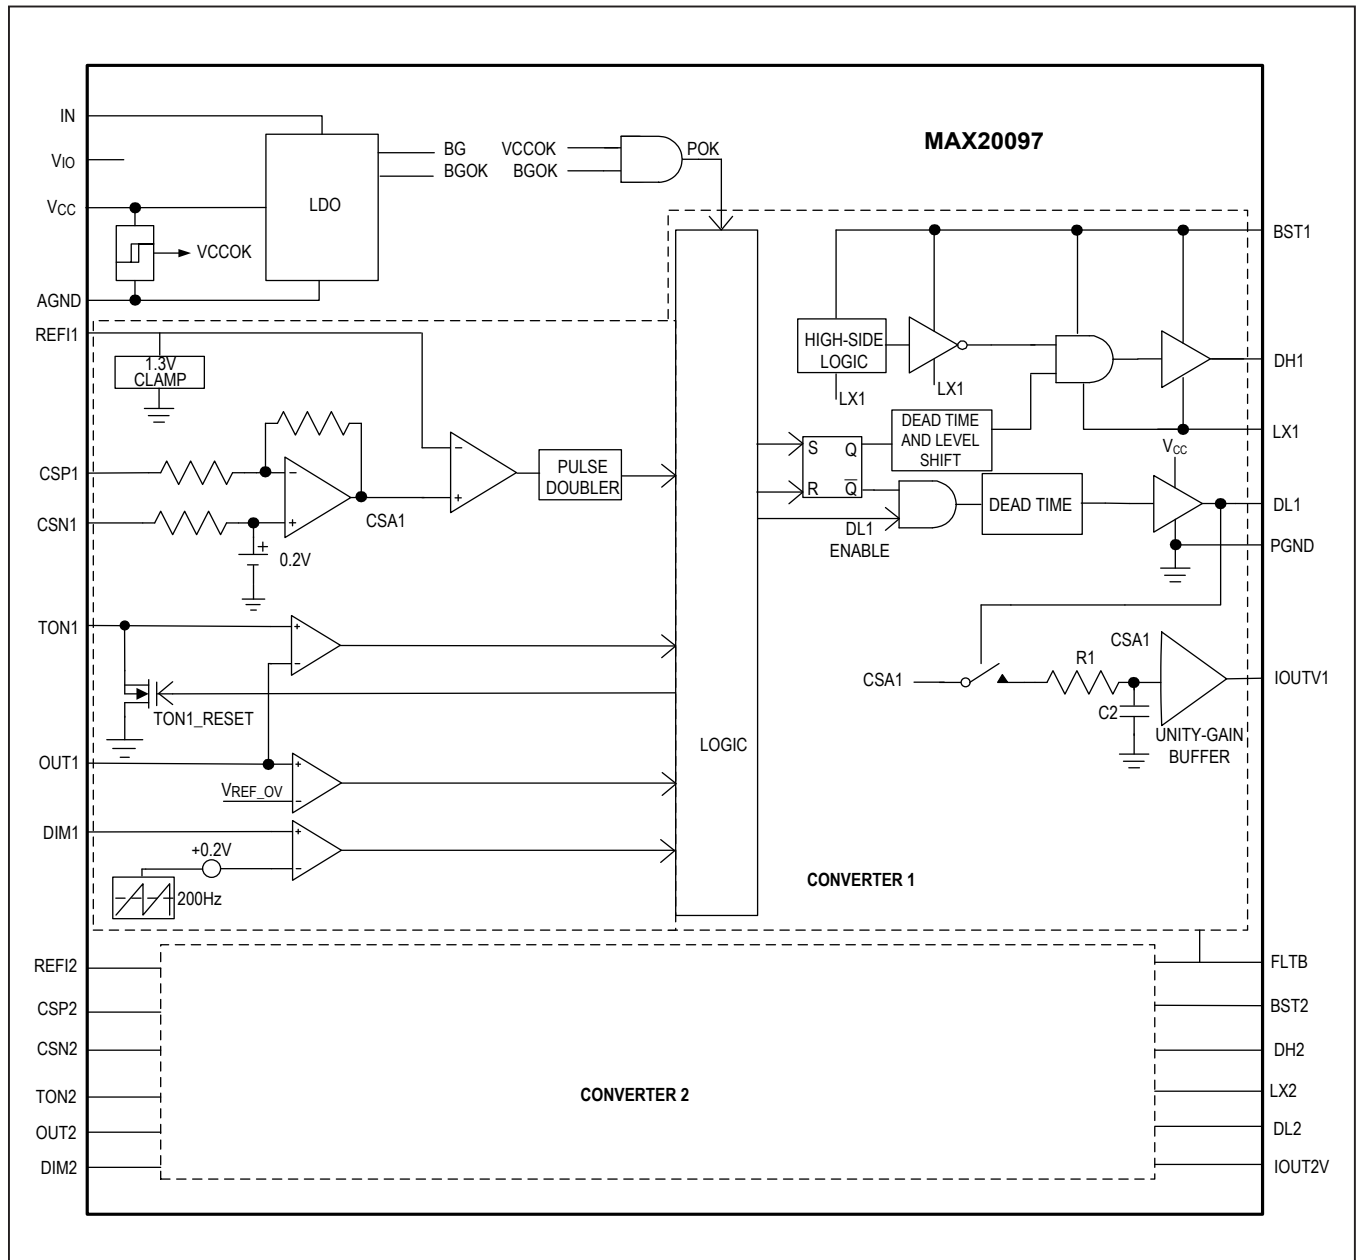 MAX20097
IN
VIO
VCC
AGND
LDO
BG
BGOK
VCCOK
VCCOK
BGOK
POK
REFI1
1.3V
CLAMP
CSP1
CSN1
-
+
CSA1
+
0.2V
-
+
PULSE
DOUBLER
TON1
+
-
TON1_RESET
OUT1
+
VREF_OV
-
DIM1
+
+0.2V
-
200Hz
LOGIC
HIGH-SIDE
LOGIC
LX1
LX1
BST1
DH1
LX1
S
Q
R
Q
DEAD TIME
AND LEVEL
SHIFT
DL1
ENABLE
DEAD TIME
VCC
DL1
PGND
CSA1
R1
C2
CSA1
UNITY-GAIN
BUFFER
IOUTV1
CONVERTER 1
REFI2
CSP2
CSN2
TON2
OUT2
DIM2
CONVERTER 2
FLTB
BST2
DH2
LX2
DL2
IOUT2V